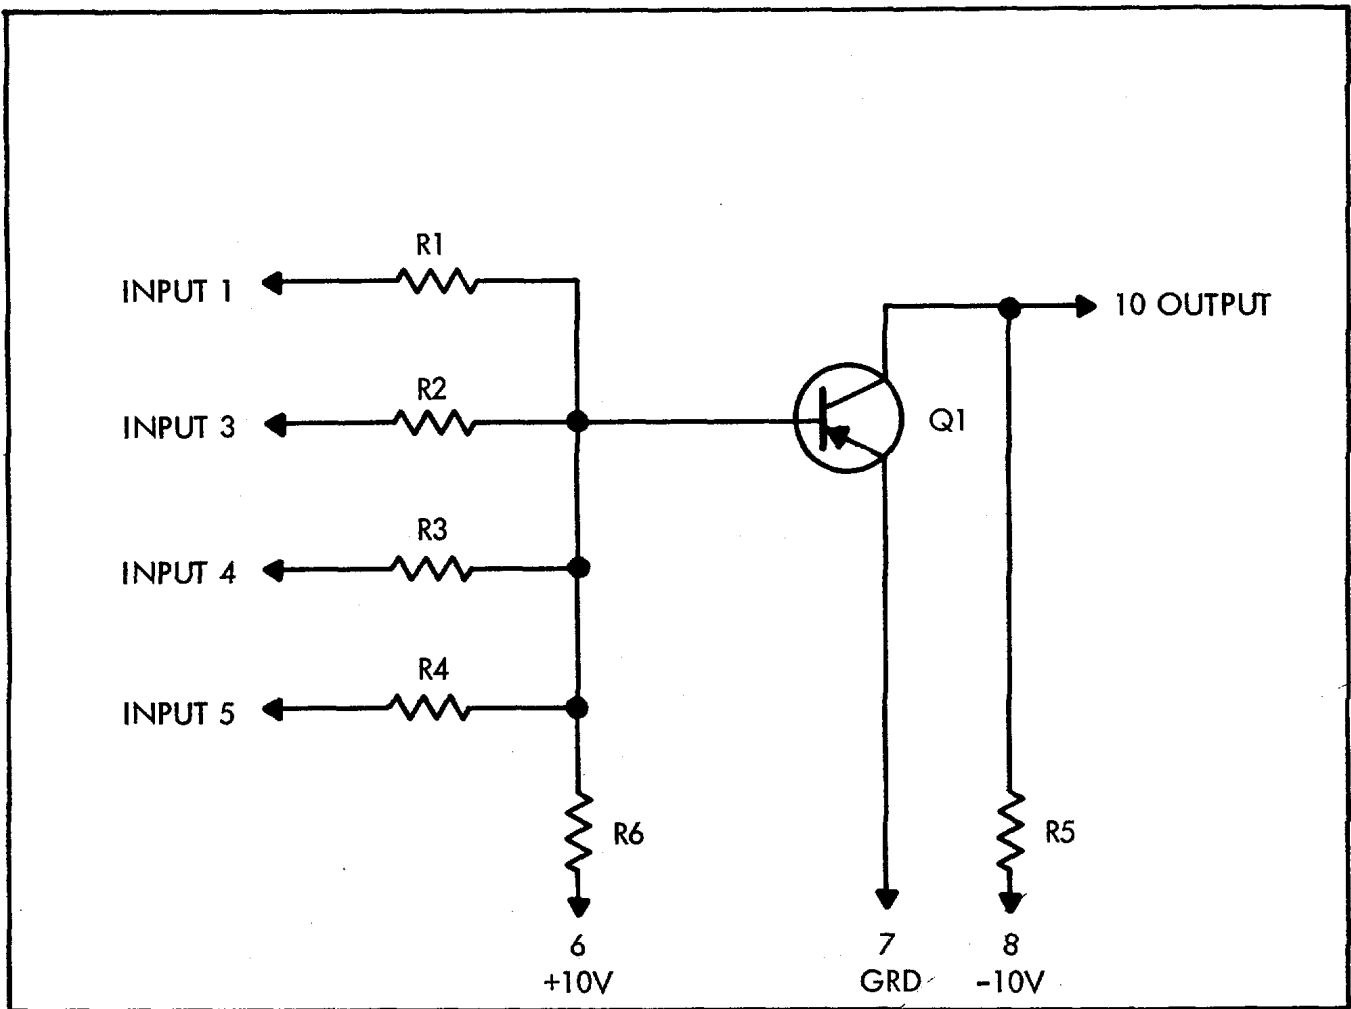 R1
INPUT 1
10 OUTPUT
R2
INPUT 3
Q1
R3
INPUT 4
R4
INPUT 5
R6
R5
6
+10V
7
GRD
8
-10V